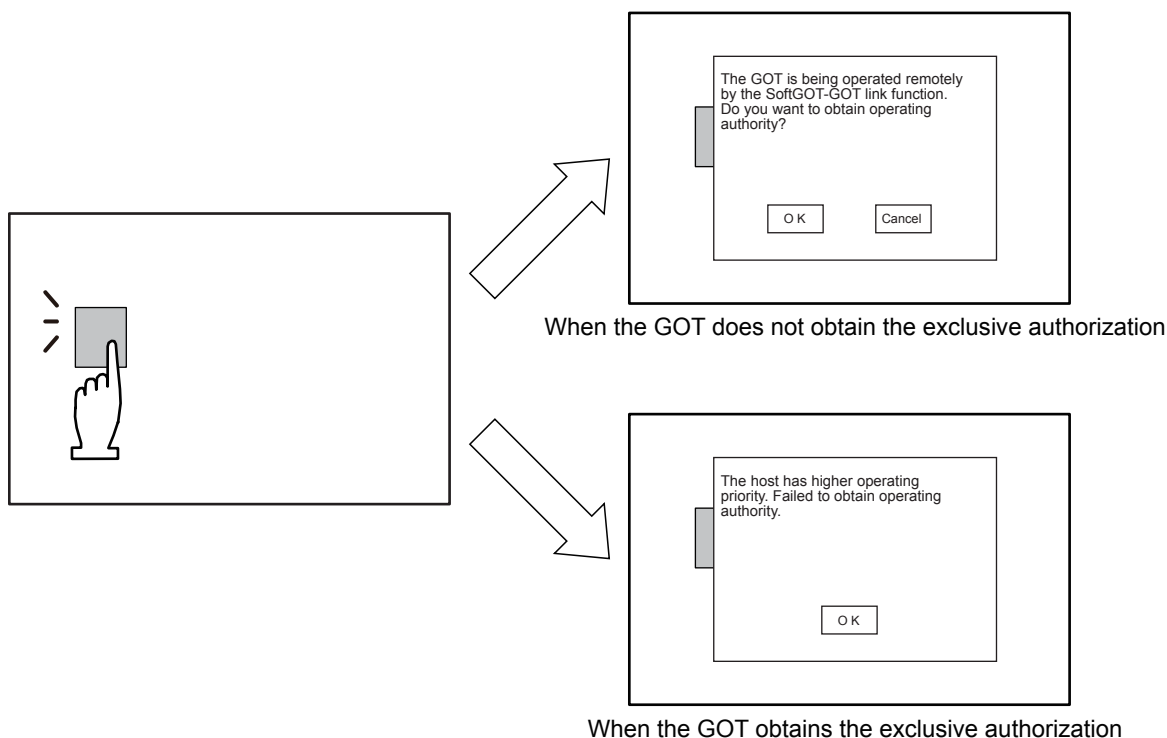 The GOT is being operated remotely
by the SoftGOT-GOT link function.
Do you want to obtain operating
authority?
O K
Cancel
When the GOT does not obtain the exclusive authorization
The host has higher operating
priority. Failed to obtain operating
authority.
O K
When the GOT obtains the exclusive authorization